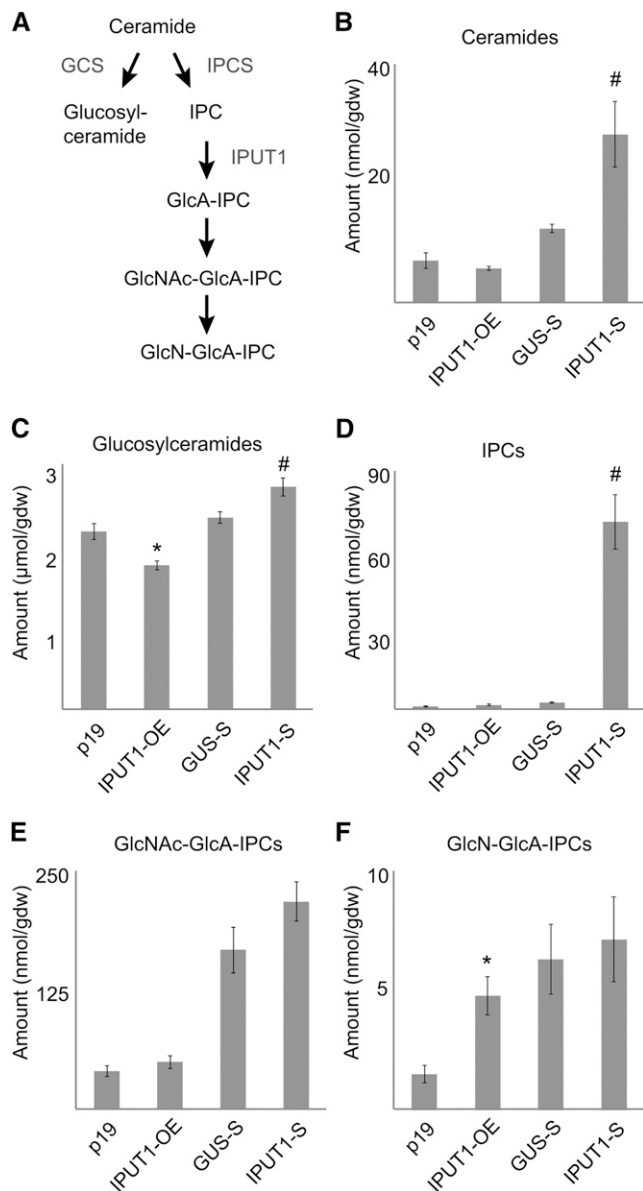 A
Ceramide
GCS
IPCS
Glucosyl-
ceramide
IPC
IPUT1
GlcA-IPC
GlcNAc-GlcA-IPC
GlcN-GlcA-IPC
B
Ceramides
Amount (nmol/gdw)
40
20
#
p19
IPUT1-OE
GUS-S
IPUT1-S
C
Glucosylceramides
Amount (µmol/gdw)
3
2
1
*
#
p19
IPUT1-OE
GUS-S
IPUT1-S
D
IPCs
Amount (nmol/gdw)
90
60
30
#
p19
IPUT1-OE
GUS-S
IPUT1-S
E
GlcNAc-GlcA-IPCs
Amount (nmol/gdw)
250
125
p19
IPUT1-OE
GUS-S
IPUT1-S
F
GlcN-GlcA-IPCs
Amount (nmol/gdw)
10
5
*
p19
IPUT1-OE
GUS-S
IPUT1-S